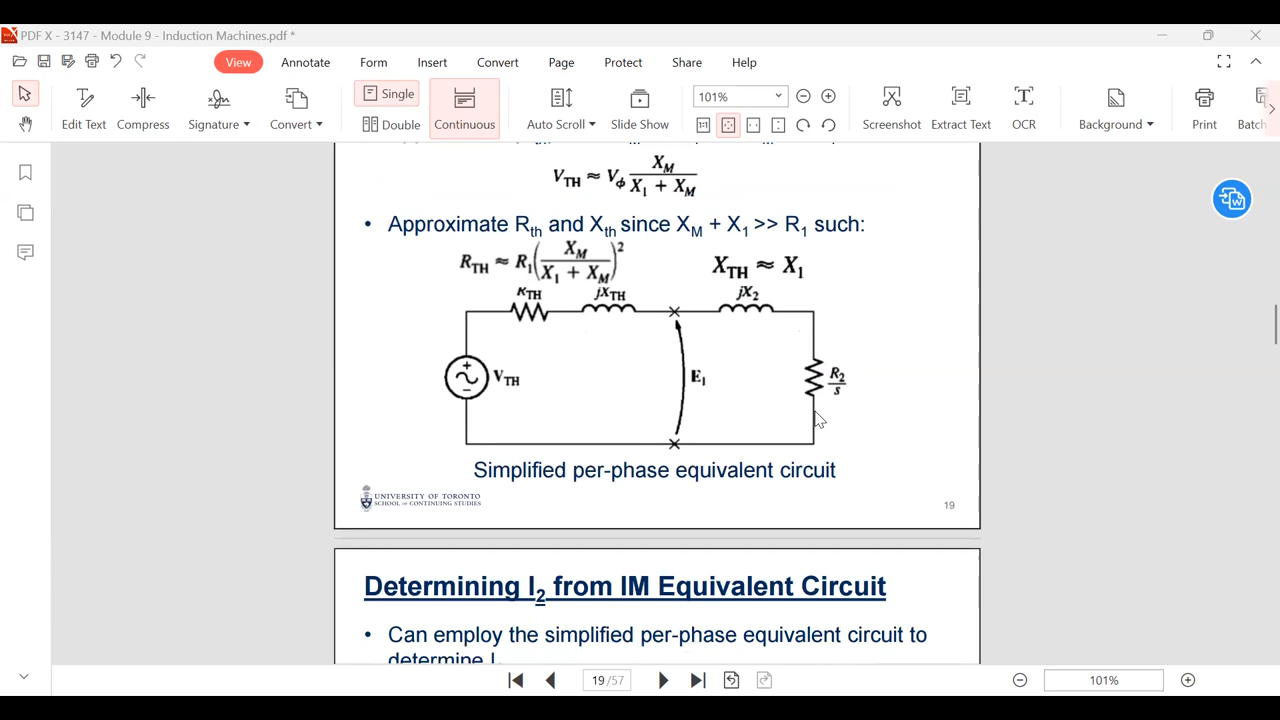 PDF X - 3147 - Module 9 - Induction Machines.pdf *
View Annotate Form Insert Convert Page Protect Share Help
Single 101%
Edit Text Compress Signature Convert Double Continuous Auto Scroll Slide Show Screenshot Extract Text OCR Background Print Batch
V_TH ≈ V_ϕ X_M / (X_1 + X_M)
• Approximate R_th and X_th since X_M + X_1 >> R_1 such:
R_TH ≈ R_1 (X_M / (X_1 + X_M))^2 X_TH ≈ X_1
R_TH jX_TH jX_2
+
V_TH E_1 R_2 / s
-
Simplified per-phase equivalent circuit
UNIVERSITY OF TORONTO
SCHOOL OF CONTINUING STUDIES
19
Determining I_2 from IM Equivalent Circuit
• Can employ the simplified per-phase equivalent circuit to
determine I
19 /57 101%